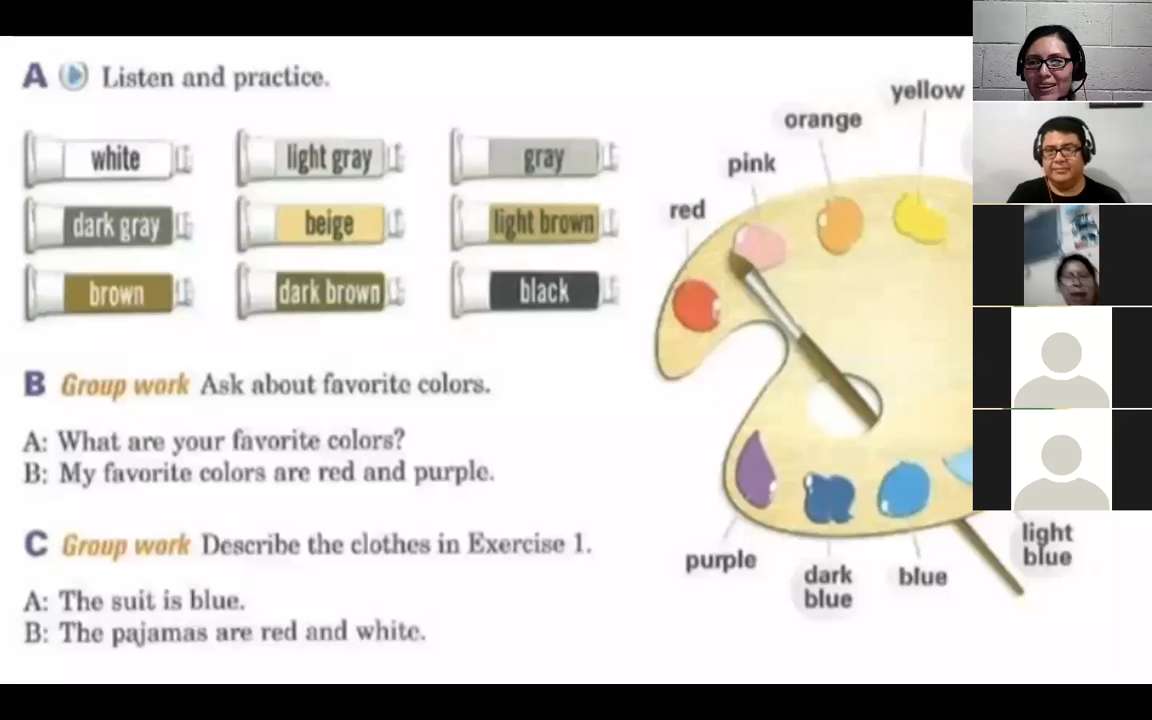 A Listen and practice.
white
light gray
gray
dark gray
beige
light brown
brown
dark brown
black
B Group work Ask about favorite colors.
A: What are your favorite colors?
B: My favorite colors are red and purple.
C Group work Describe the clothes in Exercise 1.
A: The suit is blue.
B: The pajamas are red and white.
red
pink
orange
yellow
purple
dark
blue
blue
light
blue